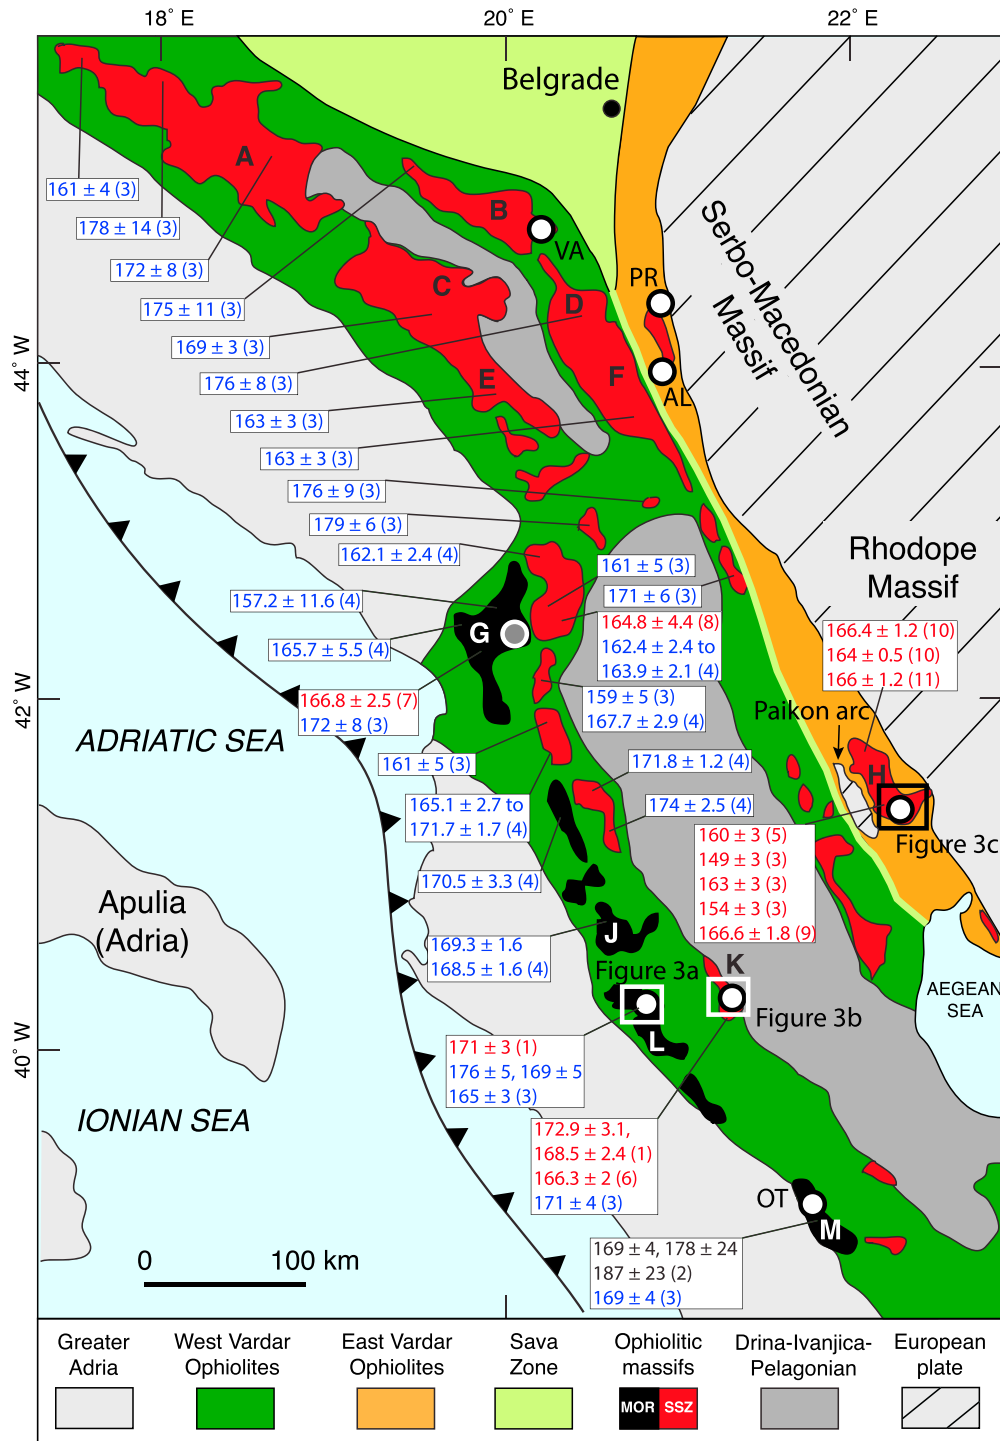 18° E
20° E
22° E
Belgrade
A
161 ± 4 (3)
178 ± 14 (3)
172 ± 8 (3)
B
VA
175 ± 11 (3)
C
D
PR
Serbo-Macedonian
Massif
169 ± 3 (3)
44° W
176 ± 8 (3)
E
F
AL
163 ± 3 (3)
163 ± 3 (3)
176 ± 9 (3)
179 ± 6 (3)
162.1 ± 2.4 (4)
161 ± 5 (3)
171 ± 6 (3)
Rhodope
Massif
157.2 ± 11.6 (4)
G
165.7 ± 5.5 (4)
164.8 ± 4.4 (8)
162.4 ± 2.4 to
163.9 ± 2.1 (4)
166.4 ± 1.2 (10)
164 ± 0.5 (10)
166 ± 1.2 (11)
42° W
166.8 ± 2.5 (7)
172 ± 8 (3)
159 ± 5 (3)
167.7 ± 2.9 (4)
Paikon arc
ADRIATIC SEA
161 ± 5 (3)
171.8 ± 1.2 (4)
H
165.1 ± 2.7 to
171.7 ± 1.7 (4)
174 ± 2.5 (4)
Figure 3c
160 ± 3 (5)
149 ± 3 (3)
163 ± 3 (3)
154 ± 3 (3)
166.6 ± 1.8 (9)
170.5 ± 3.3 (4)
Apulia
(Adria)
J
169.3 ± 1.6
168.5 ± 1.6 (4)
Figure 3a
K
Figure 3b
AEGEAN
SEA
L
40° W
171 ± 3 (1)
176 ± 5, 169 ± 5
165 ± 3 (3)
IONIAN SEA
172.9 ± 3.1,
168.5 ± 2.4 (1)
166.3 ± 2 (6)
171 ± 4 (3)
OT
M
169 ± 4, 178 ± 24
187 ± 23 (2)
169 ± 4 (3)
0 100 km
Greater
Adria
West Vardar
Ophiolites
East Vardar
Ophiolites
Sava
Zone
Ophiolitic
massifs
MOR SSZ
Drina-Ivanjica-
Pelagonian
European
plate